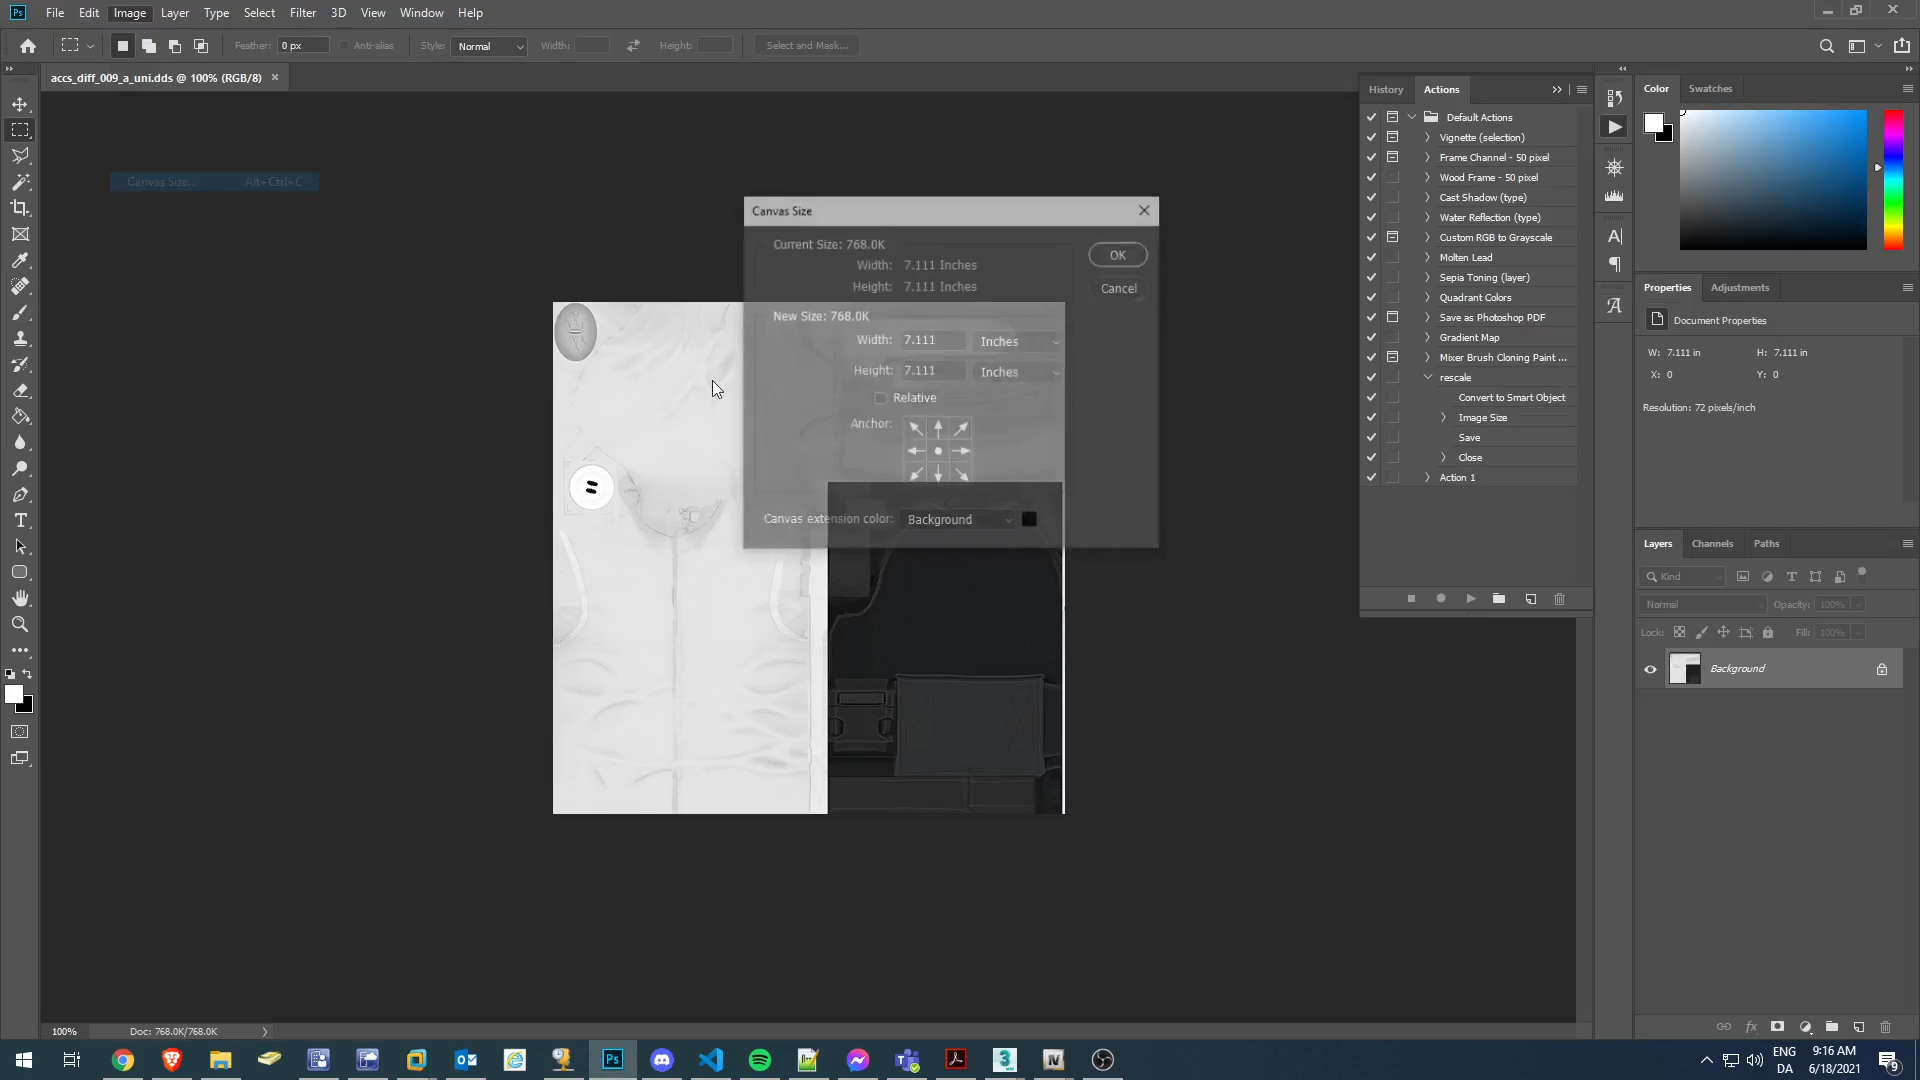 Ps File Edit Image Layer Type Select Filter 3D View Window Help
Feather: 0 px Anti-alias Style: Normal Width: Height: Select and Mask...
accs_diff_009_a_uni.dds @ 100% (RGB/8)
Canvas Size... Alt+Ctrl+C
Canvas Size
Current Size: 768.0K
Width: 7.111 Inches
Height: 7.111 Inches
OK
Cancel
New Size: 768.0K
Width: 7.111 Inches
Height: 7.111 Inches
Relative
Anchor:
Canvas extension color: Background
History Actions
Default Actions
Vignette (selection)
Frame Channel - 50 pixel
Wood Frame - 50 pixel
Cast Shadow (type)
Water Reflection (type)
Custom RGB to Grayscale
Molten Lead
Sepia Toning (layer)
Quadrant Colors
Save as Photoshop PDF
Gradient Map
Mixer Brush Cloning Paint ...
rescale
Convert to Smart Object
Image Size
Save
Close
Action 1
Color Swatches
Properties Adjustments
Document Properties
W: 7.111 in H: 7.111 in
X: 0 Y: 0
Resolution: 72 pixels/inch
Layers Channels Paths
Kind
Normal Opacity: 100%
Lock: Fill: 100%
Background
100% Doc: 768.0K/768.0K
Ps
ENG
DA
9:16 AM
6/18/2021
9